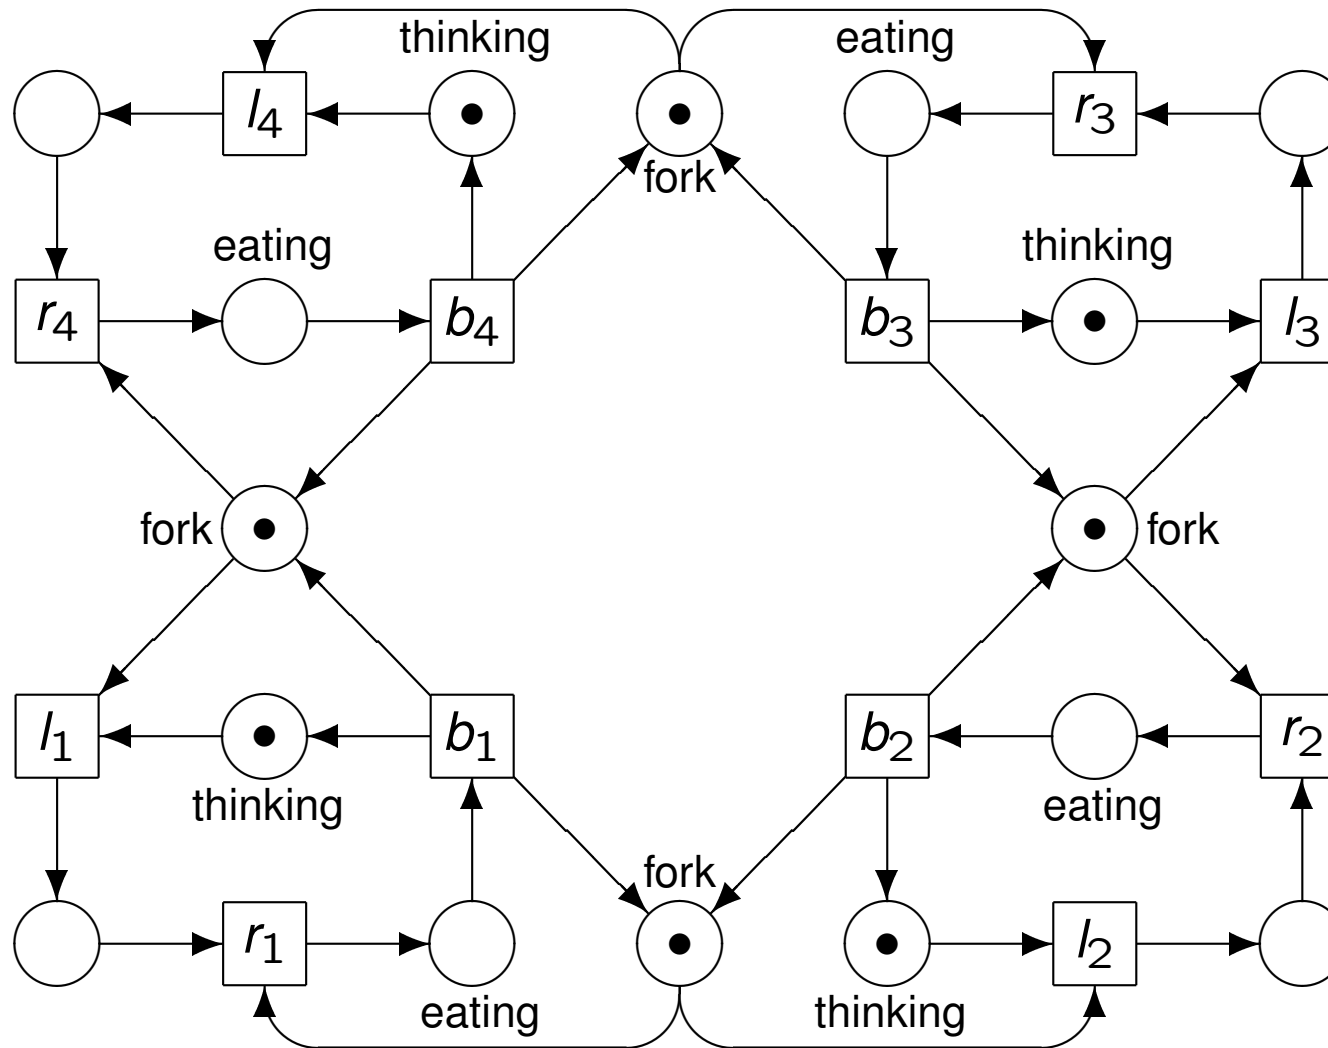 thinking
eating
l4
fork
r3
eating
thinking
r4
b4
b3
l3
fork
fork
l1
b1
b2
r2
thinking
eating
fork
r1
l2
eating
thinking